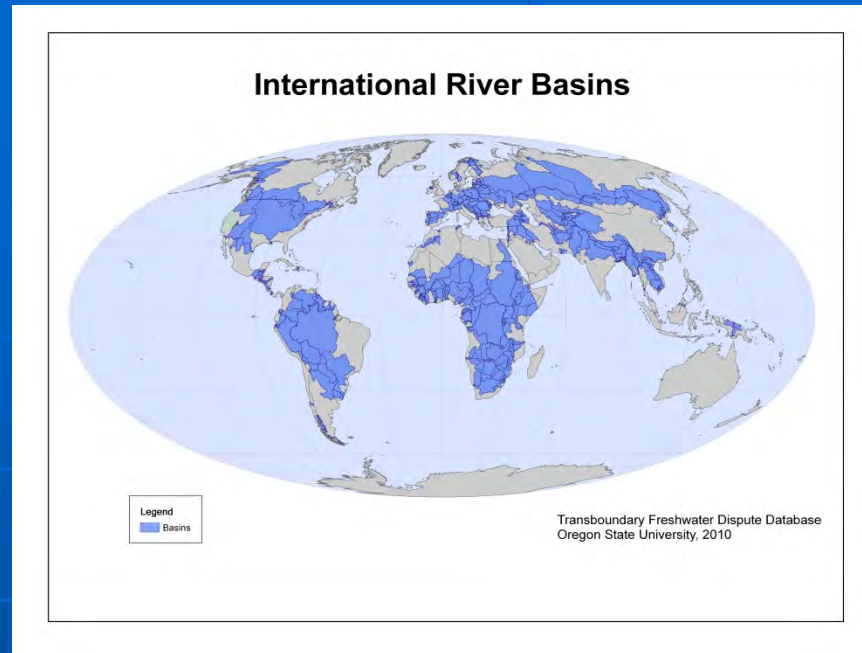 International River Basins
Legend
Basins
Transboundary Freshwater Dispute Database
Oregon State University, 2010